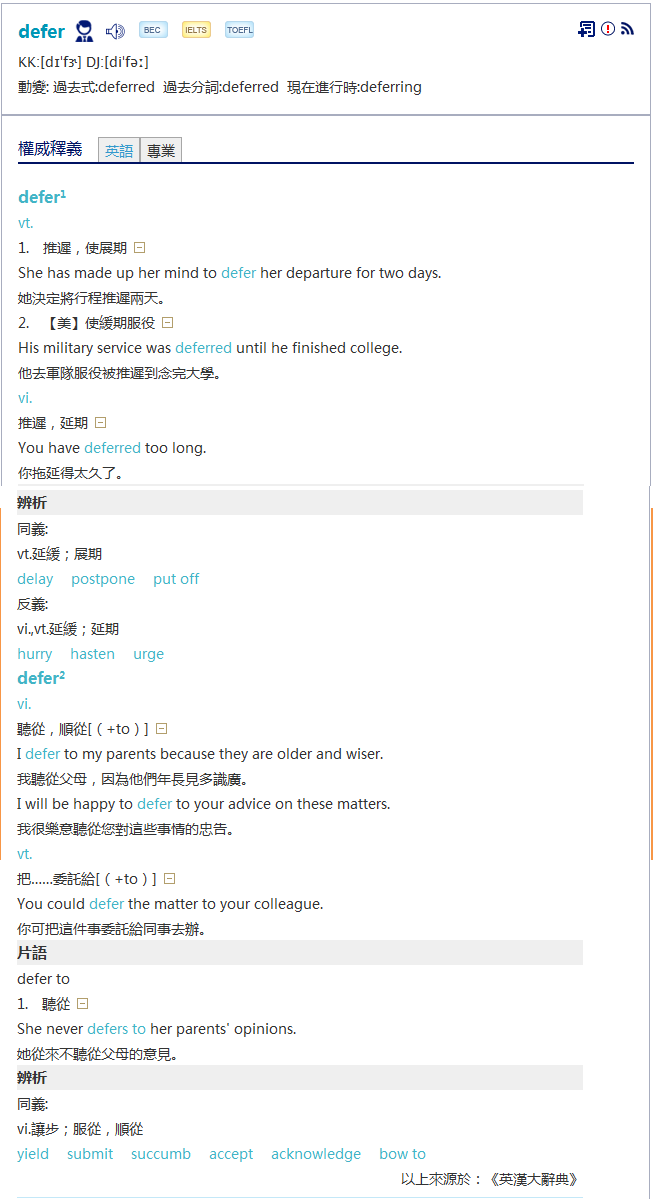 defer BEC IELTS TOEFL
KK:[dɪˋfɝ] DJ:[diˈfəː]
動變: 過去式:deferred 過去分詞:deferred 現在進行時:deferring
權威釋義 英語 專業
defer¹
vt.
1. 推遲，使展期
She has made up her mind to defer her departure for two days.
她決定將行程推遲兩天。
2. 【美】使緩期服役
His military service was deferred until he finished college.
他去軍隊服役被推遲到念完大學。
vi.
推遲，延期
You have deferred too long.
你拖延得太久了。
辨析
同義:
vt.延緩；展期
delay postpone put off
反義:
vi.,vt.延緩；延期
hurry hasten urge
defer²
vi.
聽從，順從[（+to）]
I defer to my parents because they are older and wiser.
我聽從父母，因為他們年長見多識廣。
I will be happy to defer to your advice on these matters.
我很樂意聽從您對這些事情的忠告。
vt.
把……委託給[（+to）]
You could defer the matter to your colleague.
你可把這件事委託給同事去辦。
片語
defer to
1. 聽從
She never defers to her parents' opinions.
她從來不聽從父母的意見。
辨析
同義:
vi.讓步；服從，順從
yield submit succumb accept acknowledge bow to
以上來源於：《英漢大辭典》